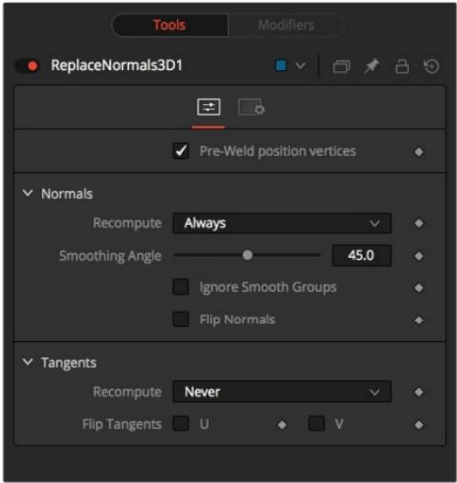 Tools Modifiers
ReplaceNormals3D1
Pre-Weld position vertices
Normals
Recompute Always
Smoothing Angle 45.0
Ignore Smooth Groups
Flip Normals
Tangents
Recompute Never
Flip Tangents U V